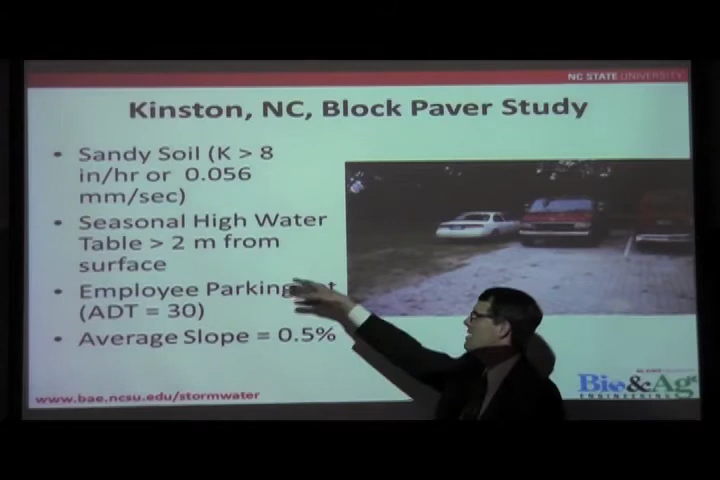 NC STATE UNIVERSITY
Kinston, NC, Block Paver Study
• Sandy Soil (K > 8
in/hr or 0.056
mm/sec)
• Seasonal High Water
Table > 2 m from
surface
• Employee Parking
(ADT = 30)
• Average Slope = 0.5%
www.bae.ncsu.edu/stormwater
Bio&Ag
ENGINEERING